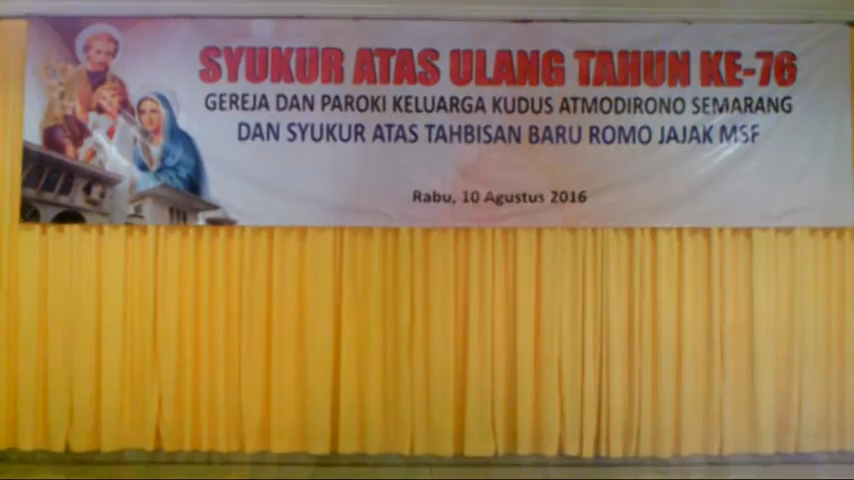 SYUKUR ATAS ULANG TAHUN KE-76
GEREJA DAN PAROKI KELUARGA KUDUS ATMODIRONO SEMARANG
DAN SYUKUR ATAS TAHBISAN BARU ROMO JAJAK MSF
Rabu, 10 Agustus 2016